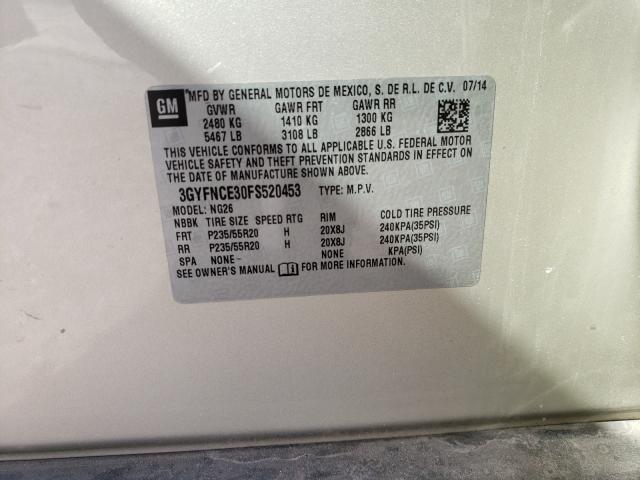 GM
MFD BY GENERAL MOTORS DE MEXICO, S. DE R.L. DE C.V. 07/14
GVWR GAWR FRT GAWR RR
2480 KG 1410 KG 1300 KG
5467 LB 3108 LB 2866 LB
THIS VEHICLE CONFORMS TO ALL APPLICABLE U.S. FEDERAL MOTOR
VEHICLE SAFETY AND THEFT PREVENTION STANDARDS IN EFFECT ON
THE DATE OF MANUFACTURE SHOWN ABOVE.
3GYFNCE30FS520453 TYPE: M.P.V.
MODEL: NG26
NBBK TIRE SIZE SPEED RTG RIM COLD TIRE PRESSURE
FRT P235/55R20 H 20X8J 240KPA(35PSI)
RR P235/55R20 H 20X8J 240KPA(35PSI)
SPA NONE- NONE KPA(PSI)
SEE OWNER'S MANUAL FOR MORE INFORMATION.